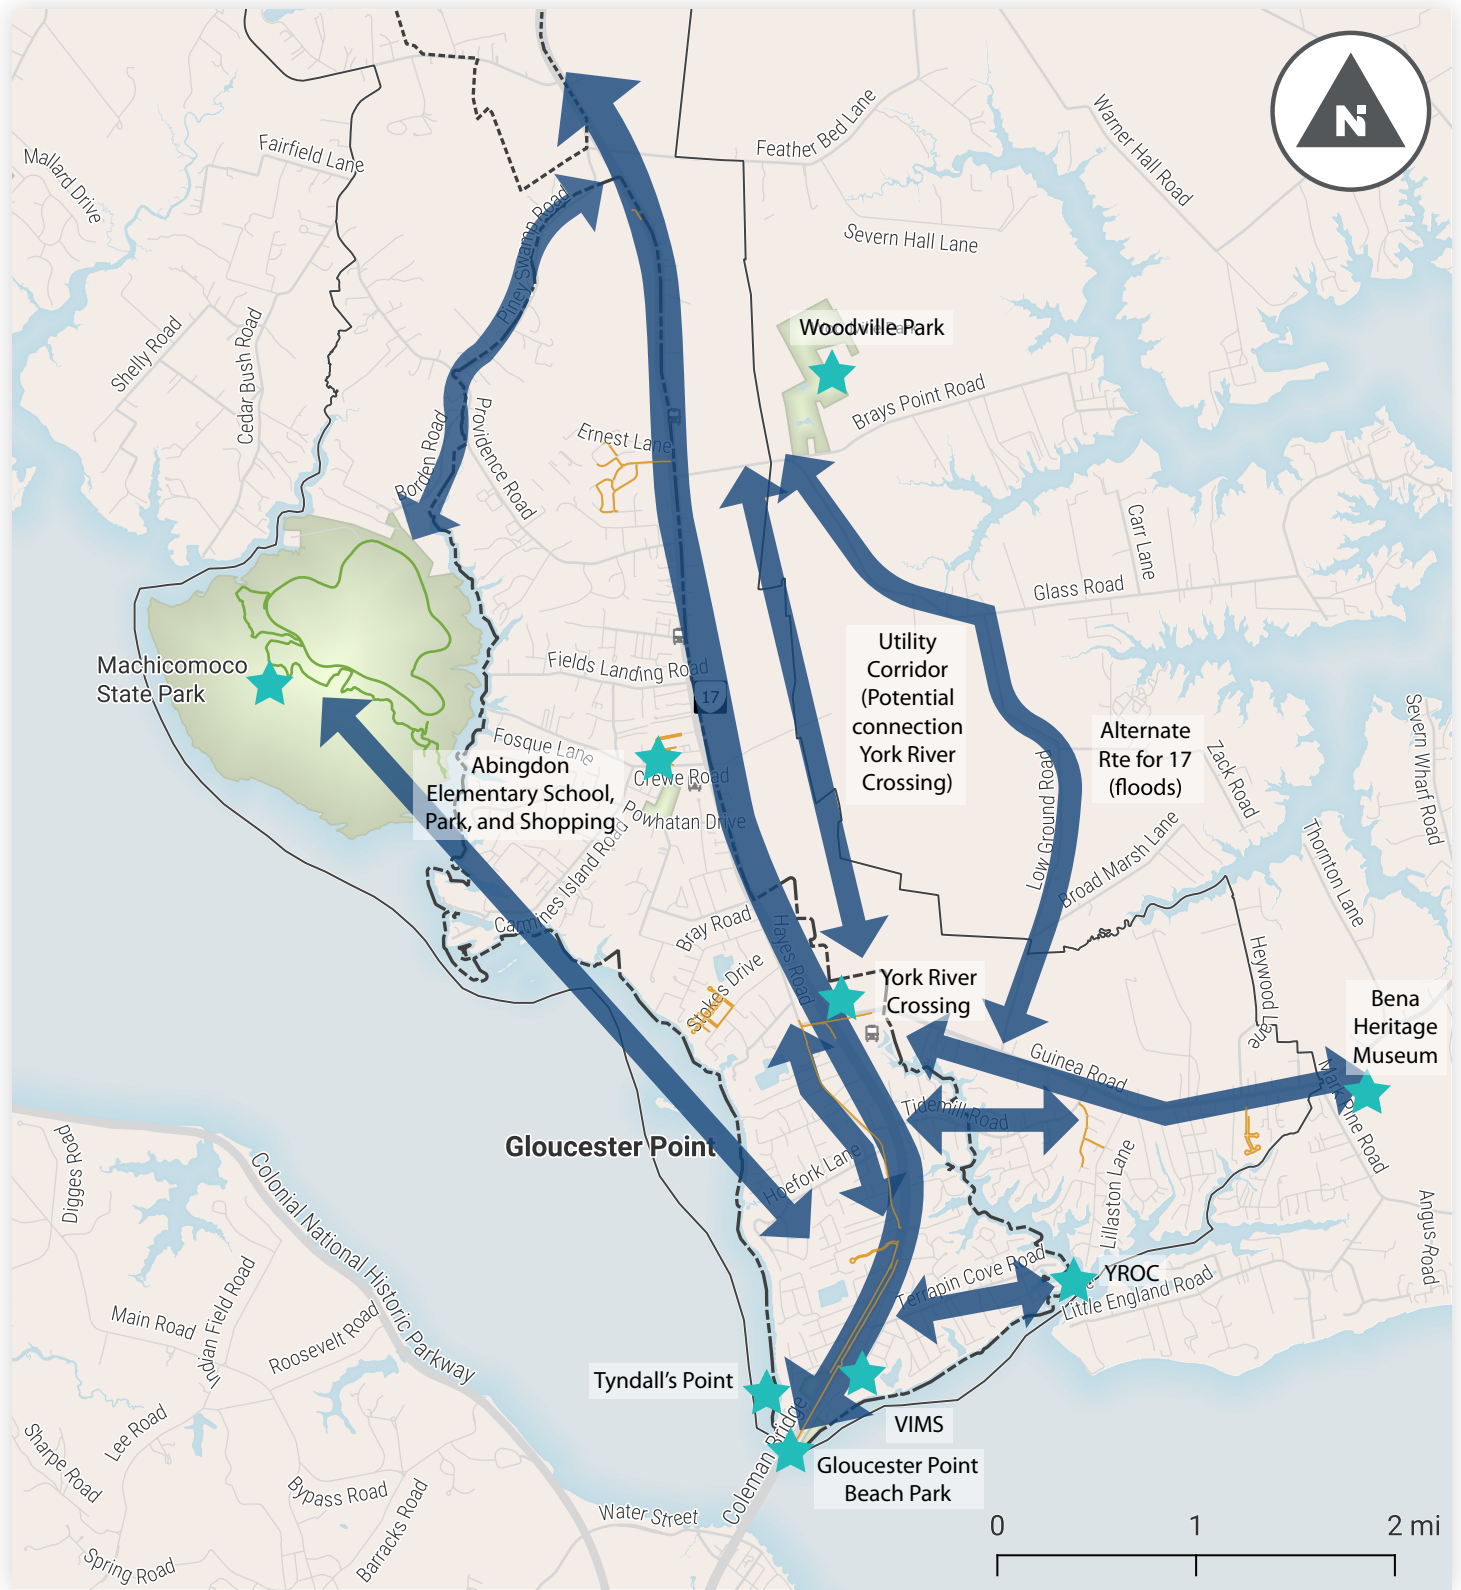 N
Feather Bed Lane
Warner Hall Road
Fairfield Lane
Mallard Drive
Severn Hall Lane
Piney Swamp Road
Woodville Park
Shelly Road
Cedar Bush Road
Brays Point Road
Providence Road
Borden Road
Ernest Lane
Carr Lane
Glass Road
Utility
Corridor
(Potential
connection
York River
Crossing)
Machicomoco
State Park
Fields Landing Road
17
Alternate
Rte for 17
(floods)
Severn Wharf Road
Zack Road
Fosque Lane
Abingdon
Elementary School,
Park, and Shopping
Crewe Road
Powhatan Drive
Low Ground Road
Broad Marsh Lane
Thornton Lane
Carmines Island Road
Bray Road
Hayes Road
Stokes Drive
Heywood Lane
York River
Crossing
Bena
Heritage
Museum
Guinea Road
Mark Pine Road
Tidemill Road
Gloucester Point
Hoefork Lane
Lillaston Lane
Angus Road
Digges Road
Colonial National Historic Parkway
Terrapin Cove Road
YROC
Little England Road
Indian Field Road
Main Road
Roosevelt Road
Tyndall's Point
VIMS
Lee Road
Sharpe Road
Coleman Bridge
Gloucester Point
Beach Park
Bypass Road
Barracks Road
Water Street
Spring Road
0 1 2 mi